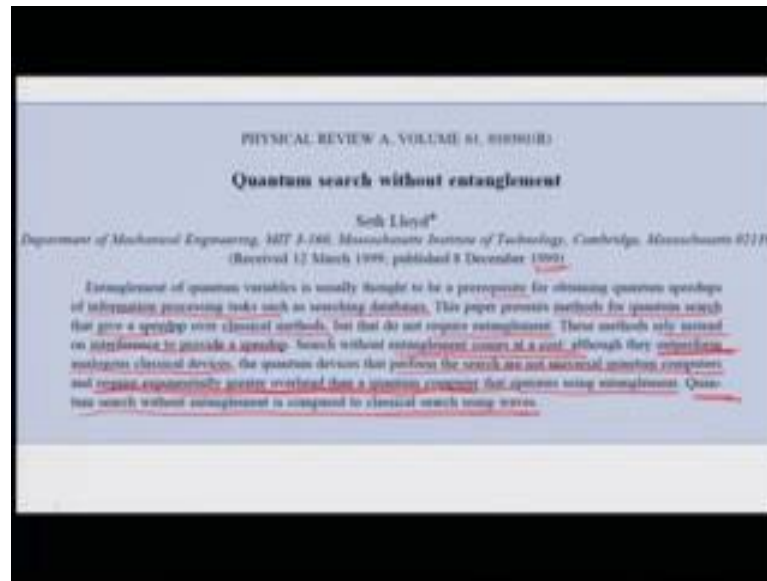 PHYSICAL REVIEW A, VOLUME 61, 010301(R)
Quantum search without entanglement
Seth Lloyd*
Department of Mechanical Engineering, MIT 3-160, Massachusetts Institute of Technology, Cambridge, Massachusetts 02139
(Received 12 March 1999; published 8 December 1999)
Entanglement of quantum variables is usually thought to be a prerequisite for obtaining quantum speedups
of information processing tasks such as searching databases. This paper presents methods for quantum search
that give a speedup over classical methods, but that do not require entanglement. These methods rely instead
on interference to provide a speedup. Search without entanglement comes at a cost: although they outperform
analogous classical devices, the quantum devices that perform the search are not universal quantum computers
and require exponentially greater overhead than a quantum computer that operates using entanglement. Quan-
tum search without entanglement is compared to classical search using waves.